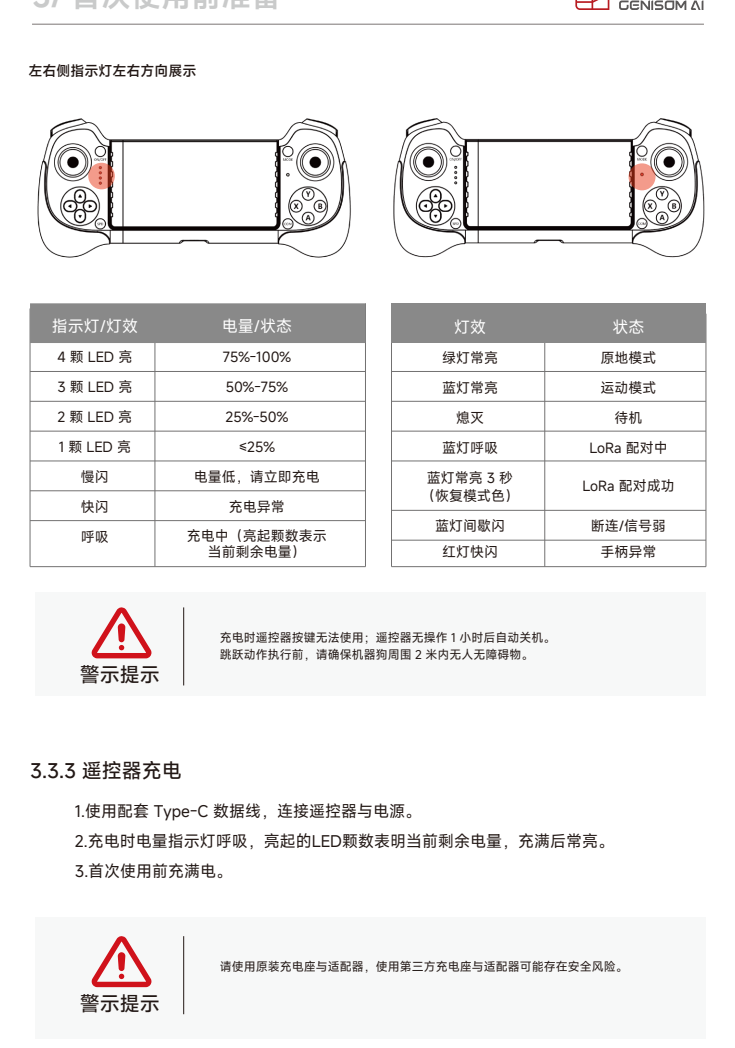 3/ 首次使用前准备
GENISOM AI
左右侧指示灯左右方向展示
ON/OFF
MODE
Y
X
B
A
ON/OFF
MODE
Y
X
B
A
指示灯/灯效 电量/状态
4 颗 LED 亮 75%-100%
3 颗 LED 亮 50%-75%
2 颗 LED 亮 25%-50%
1 颗 LED 亮 ≤25%
慢闪 电量低，请立即充电
快闪 充电异常
呼吸 充电中（亮起颗数表示
当前剩余电量）
灯效 状态
绿灯常亮 原地模式
蓝灯常亮 运动模式
熄灭 待机
蓝灯呼吸 LoRa 配对中
蓝灯常亮 3 秒
（恢复模式色） LoRa 配对成功
蓝灯间歇闪 断连/信号弱
红灯快闪 手柄异常
警示提示
充电时遥控器按键无法使用；遥控器无操作 1 小时后自动关机。
跳跃动作执行前，请确保机器狗周围 2 米内无人无障碍物。
3.3.3 遥控器充电
1.使用配套 Type-C 数据线，连接遥控器与电源。
2.充电时电量指示灯呼吸，亮起的LED颗数表明当前剩余电量，充满后常亮。
3.首次使用前充满电。
警示提示
请使用原装充电座与适配器，使用第三方充电座与适配器可能存在安全风险。